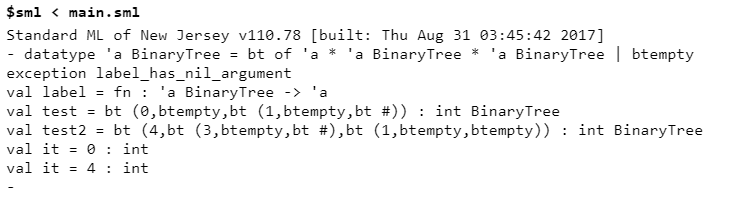 $sml < main.sml
Standard ML of New Jersey v110.78 [built: Thu Aug 31 03:45:42 2017]
- datatype 'a BinaryTree = bt of 'a * 'a BinaryTree * 'a BinaryTree | btempty
exception label_has_nil_argument
val label = fn : 'a BinaryTree -> 'a
val test = bt (0,btempty,bt (1,btempty,bt #)) : int BinaryTree
val test2 = bt (4,bt (3,btempty,bt #),bt (1,btempty,btempty)) : int BinaryTree
val it = 0 : int
val it = 4 : int
-